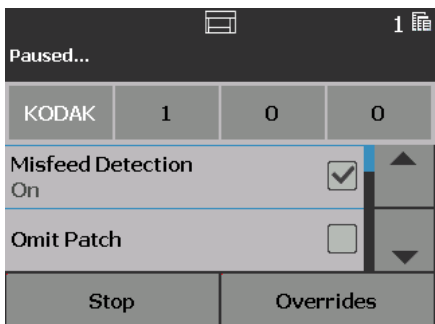 1
Paused...
KODAK 1 0 0
Misfeed Detection
On
Omit Patch
Stop Overrides